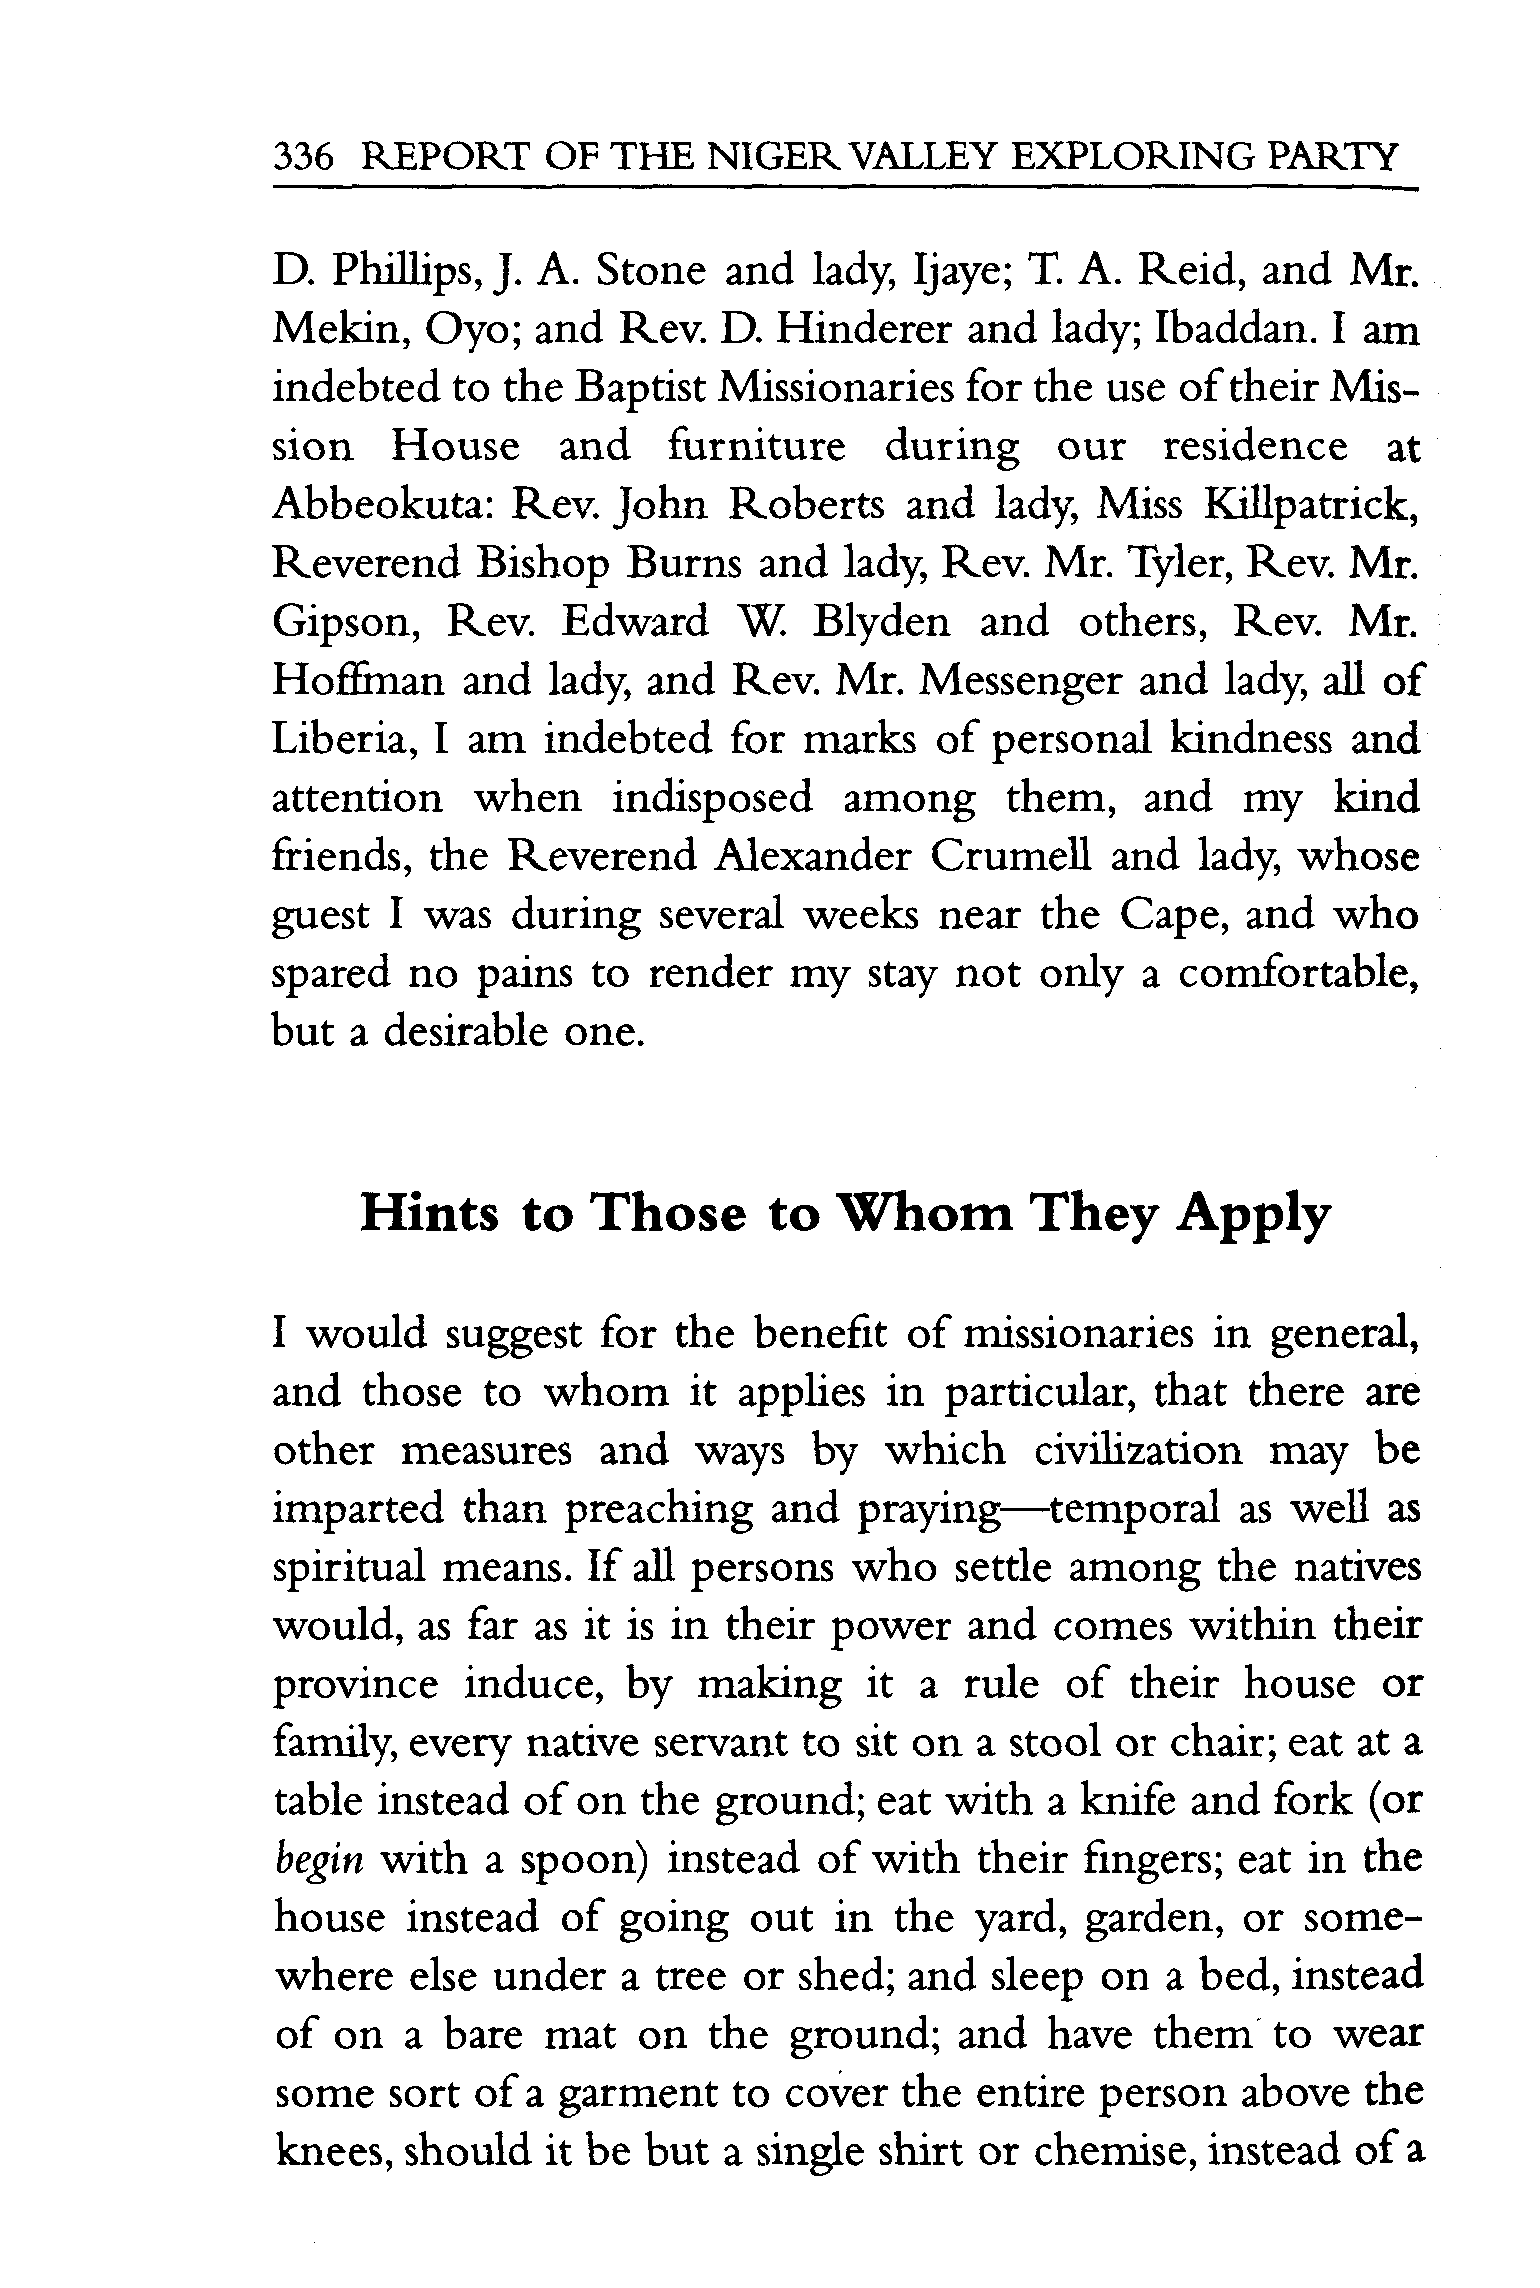 336 REPORT OF THE NIGER VALLEY EXPLORING PARTY
D. Phillips, J. A. Stone and lady, Ijaye; T. A. Reid, and Mr.
Mekin, Oyo; and Rev. D. Hinderer and lady; Ibaddan. I am
indebted to the Baptist Missionaries for the use of their Mis-
sion House and furniture during our residence at
Abbeokuta: Rev. John Roberts and lady, Miss Killpatrick,
Reverend Bishop Burns and lady, Rev. Mr. Tyler, Rev. Mr.
Gipson, Rev. Edward W. Blyden and others, Rev. Mr.
Hoffman and lady, and Rev. Mr. Messenger and lady, all of
Liberia, I am indebted for marks of personal kindness and
attention when indisposed among them, and my kind
friends, the Reverend Alexander Crumell and lady, whose
guest I was during several weeks near the Cape, and who
spared no pains to render my stay not only a comfortable,
but a desirable one.
Hints to Those to Whom They Apply
I would suggest for the benefit of missionaries in general,
and those to whom it applies in particular, that there are
other measures and ways by which civilization may be
imparted than preaching and praying—temporal as well as
spiritual means. If all persons who settle among the natives
would, as far as it is in their power and comes within their
province induce, by making it a rule of their house or
family, every native servant to sit on a stool or chair; eat at a
table instead of on the ground; eat with a knife and fork (or
begin with a spoon) instead of with their fingers; eat in the
house instead of going out in the yard, garden, or some-
where else under a tree or shed; and sleep on a bed, instead
of on a bare mat on the ground; and have them to wear
some sort of a garment to cover the entire person above the
knees, should it be but a single shirt or chemise, instead of a